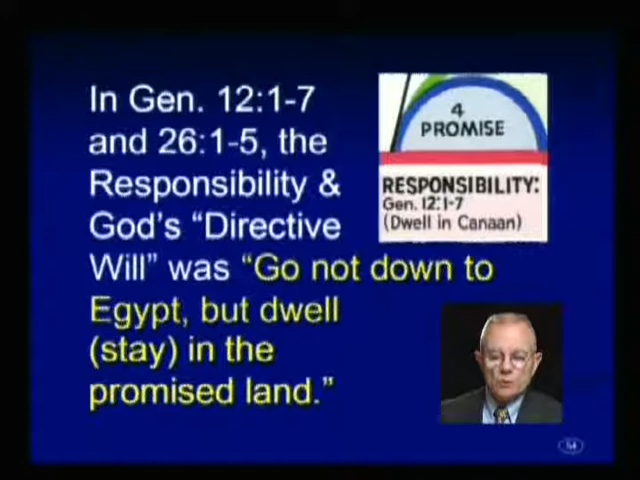 In Gen. 12:1-7
and 26:1-5, the
Responsibility &
God's “Directive
Will” was “Go not down to
Egypt, but dwell
(stay) in the
promised land.”
4
PROMISE
RESPONSIBILITY:
Gen. 12:1-7
(Dwell in Canaan)
54